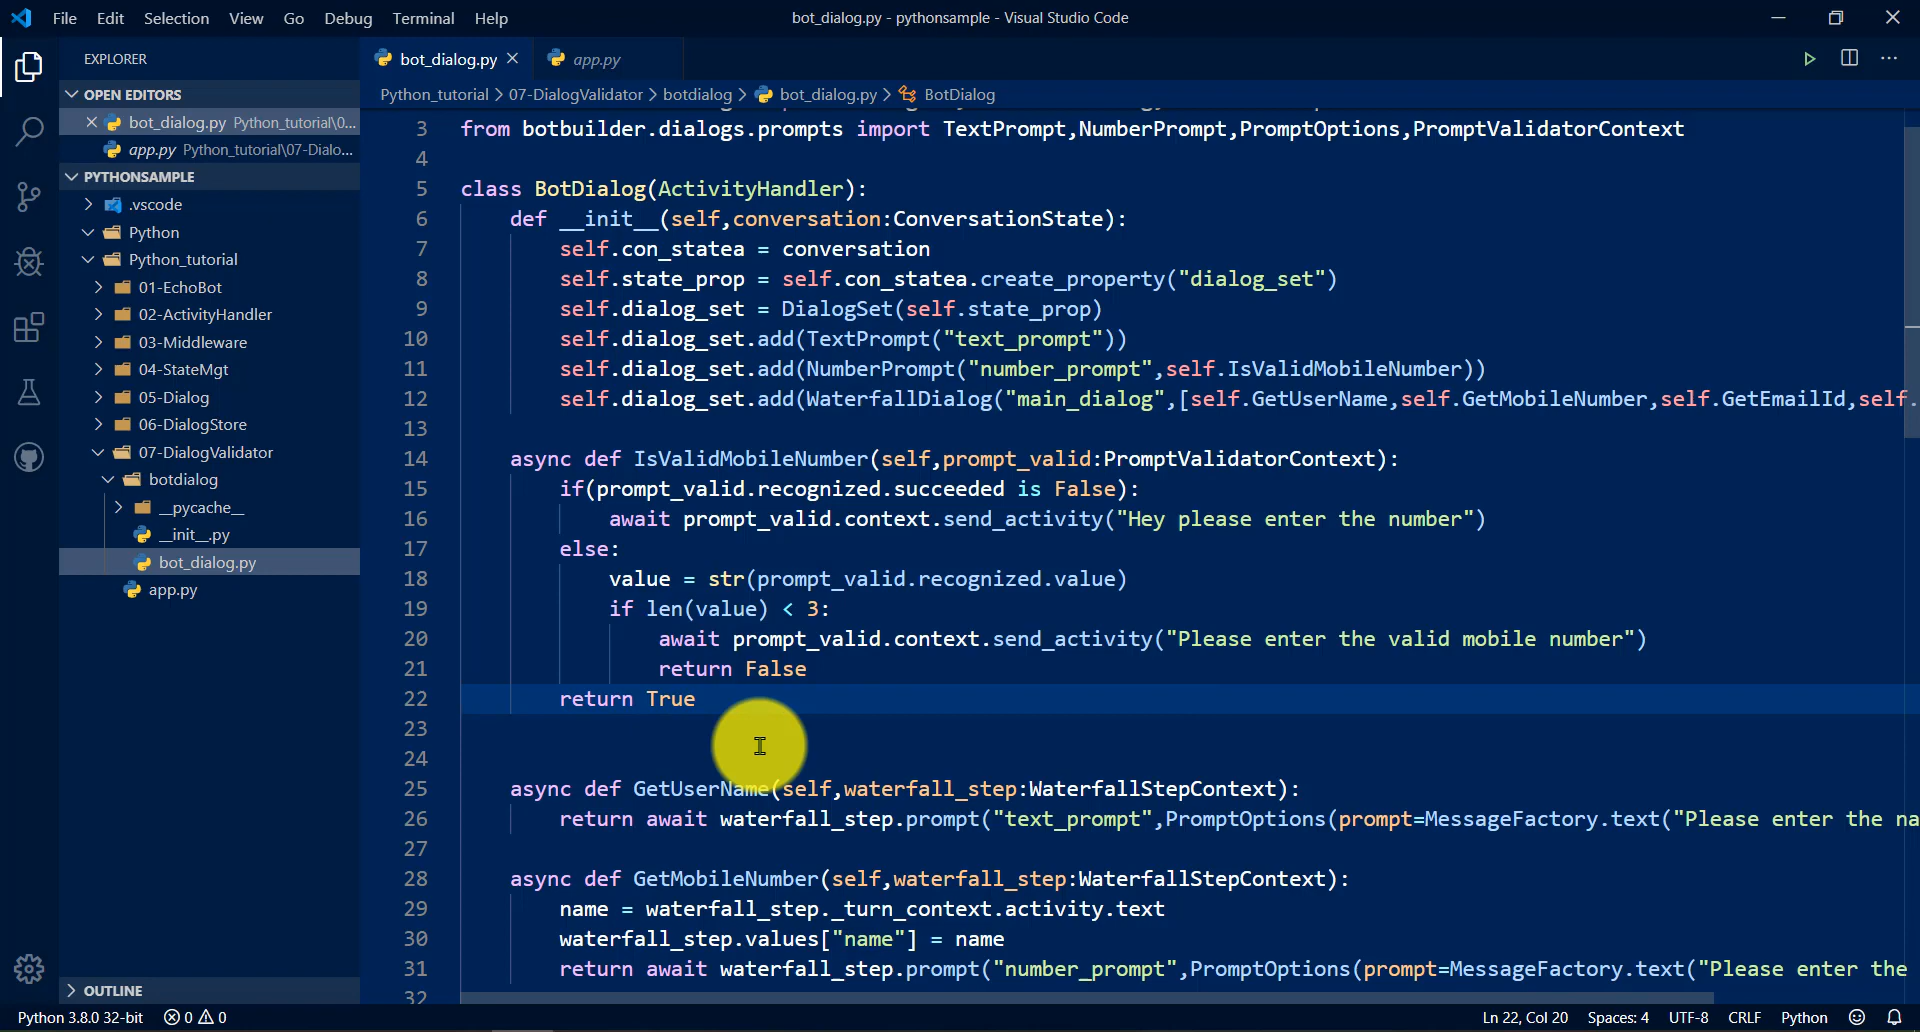 File Edit Selection View Go Debug Terminal Help
bot_dialog.py - pythonsample - Visual Studio Code
EXPLORER
OPEN EDITORS
bot_dialog.py Python_tutorial\0...
app.py Python_tutorial\07-Dialo...
PYTHONSAMPLE
.vscode
Python
Python_tutorial
01-EchoBot
02-ActivityHandler
03-Middleware
04-StateMgt
05-Dialog
06-DialogStore
07-DialogValidator
botdialog
__pycache__
__init__.py
bot_dialog.py
app.py
OUTLINE
bot_dialog.py
app.py
Python_tutorial > 07-DialogValidator > botdialog > bot_dialog.py > BotDialog
3 from botbuilder.dialogs.prompts import TextPrompt,NumberPrompt,PromptOptions,PromptValidatorContext
4
5 class BotDialog(ActivityHandler):
6 def __init__(self,conversation:ConversationState):
7 self.con_statea = conversation
8 self.state_prop = self.con_statea.create_property("dialog_set")
9 self.dialog_set = DialogSet(self.state_prop)
10 self.dialog_set.add(TextPrompt("text_prompt"))
11 self.dialog_set.add(NumberPrompt("number_prompt",self.IsValidMobileNumber))
12 self.dialog_set.add(WaterfallDialog("main_dialog",[self.GetUserName,self.GetMobileNumber,self.GetEmailId,self.
13
14 async def IsValidMobileNumber(self,prompt_valid:PromptValidatorContext):
15 if(prompt_valid.recognized.succeeded is False):
16 await prompt_valid.context.send_activity("Hey please enter the number")
17 else:
18 value = str(prompt_valid.recognized.value)
19 if len(value) < 3:
20 await prompt_valid.context.send_activity("Please enter the valid mobile number")
21 return False
22 return True
23
24
25 async def GetUserName(self,waterfall_step:WaterfallStepContext):
26 return await waterfall_step.prompt("text_prompt",PromptOptions(prompt=MessageFactory.text("Please enter the na
27
28 async def GetMobileNumber(self,waterfall_step:WaterfallStepContext):
29 name = waterfall_step._turn_context.activity.text
30 waterfall_step.values["name"] = name
31 return await waterfall_step.prompt("number_prompt",PromptOptions(prompt=MessageFactory.text("Please enter the
32
Python 3.8.0 32-bit 0 0 Ln 22, Col 20 Spaces: 4 UTF-8 CRLF Python